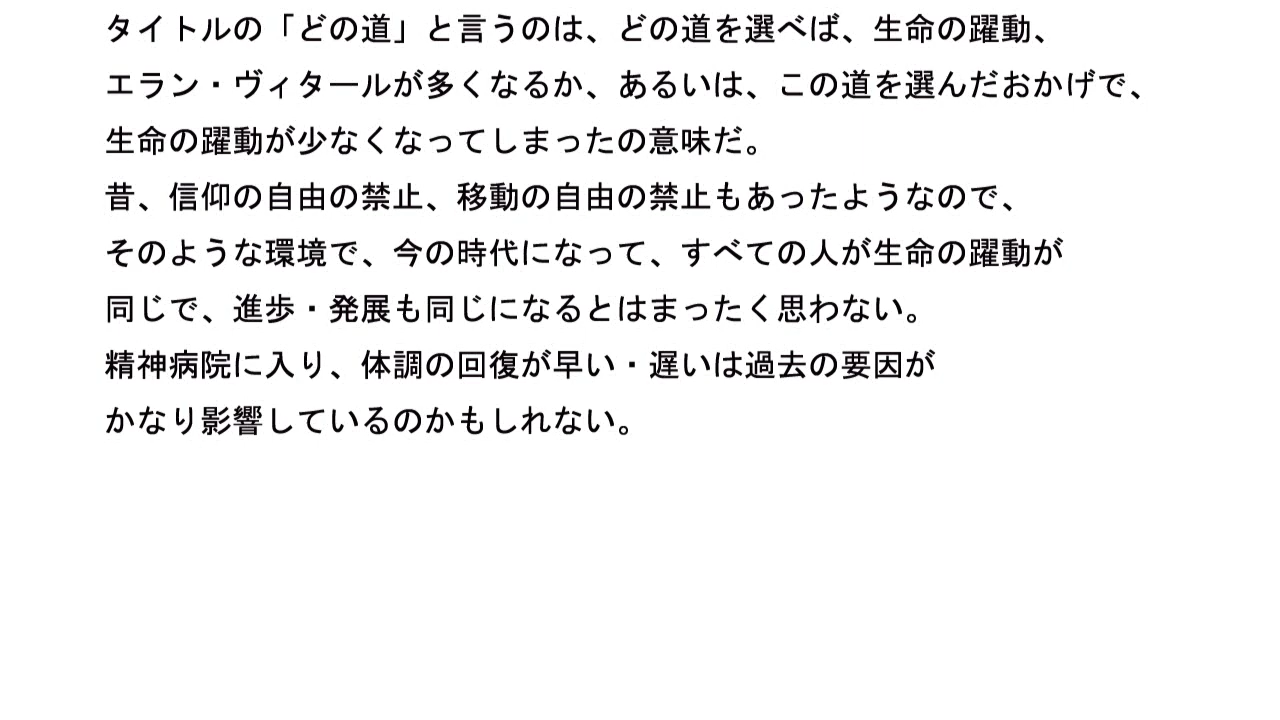 タイトルの「どの道」と言うのは、どの道を選べば、生命の躍動、
エラン・ヴィタールが多くなるか、あるいは、この道を選んだおかげで、
生命の躍動が少なくなってしまったの意味だ。
昔、信仰の自由の禁止、移動の自由の禁止もあったようなので、
そのような環境で、今の時代になって、すべての人が生命の躍動が
同じで、進歩・発展も同じになるとはまったく思わない。
精神病院に入り、体調の回復が早い・遅いは過去の要因が
かなり影響しているのかもしれない。